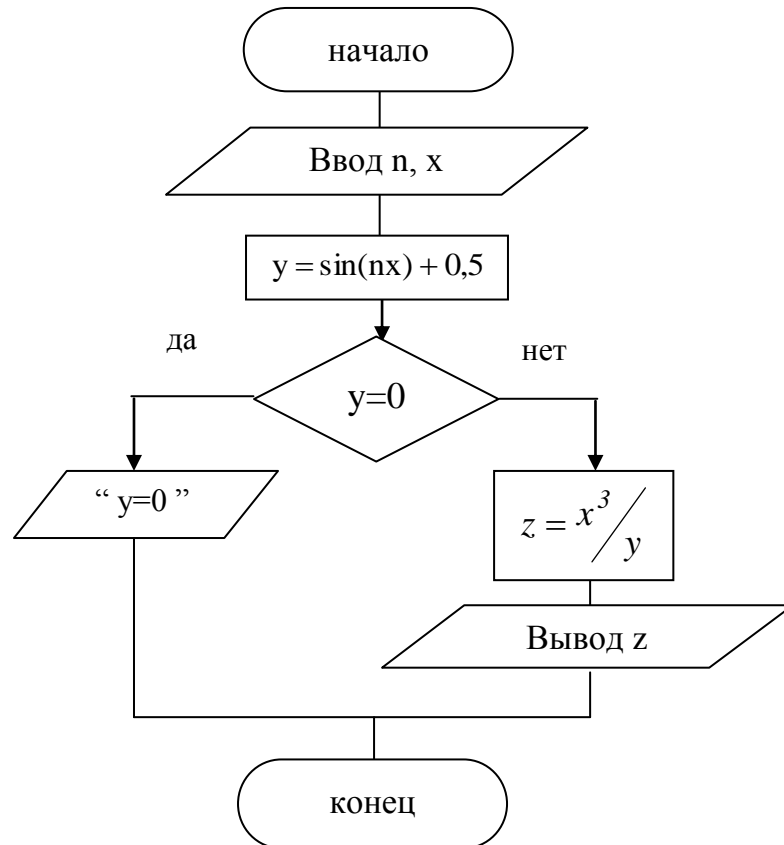 начало
Ввод n, x
y = sin(nx) + 0,5
да
нет
y=0
“ y=0 ”
z = x³/y
Вывод z
конец